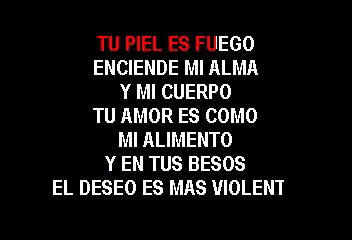 TU PIEL ES FUEGO
ENCIENDE MI ALMA
Y MI CUERPO
TU AMOR ES COMO
MI ALIMENTO
Y EN TUS BESOS
EL DESEO ES MAS VIOLENT